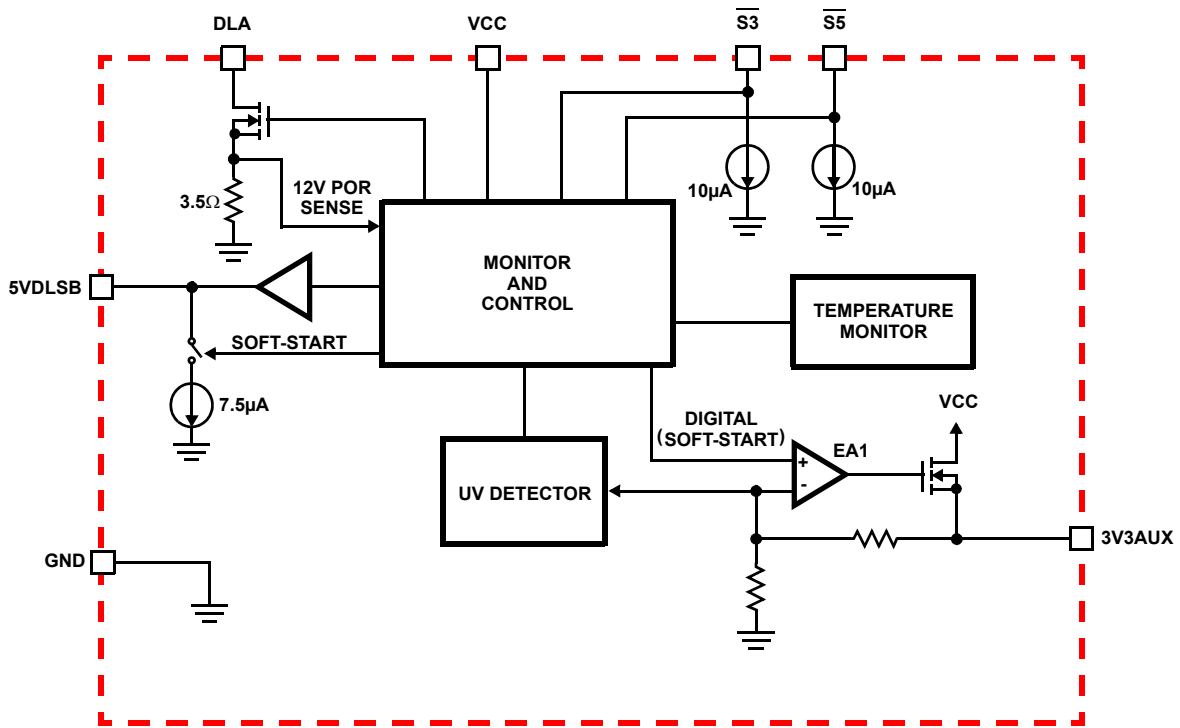 DLA
VCC
S3
S5
3.5Ω
12V POR
SENSE
10µA
10µA
5VDLSB
MONITOR
AND
CONTROL
TEMPERATURE
MONITOR
SOFT-START
7.5µA
VCC
DIGITAL
(SOFT-START)
EA1
+
-
UV DETECTOR
3V3AUX
GND